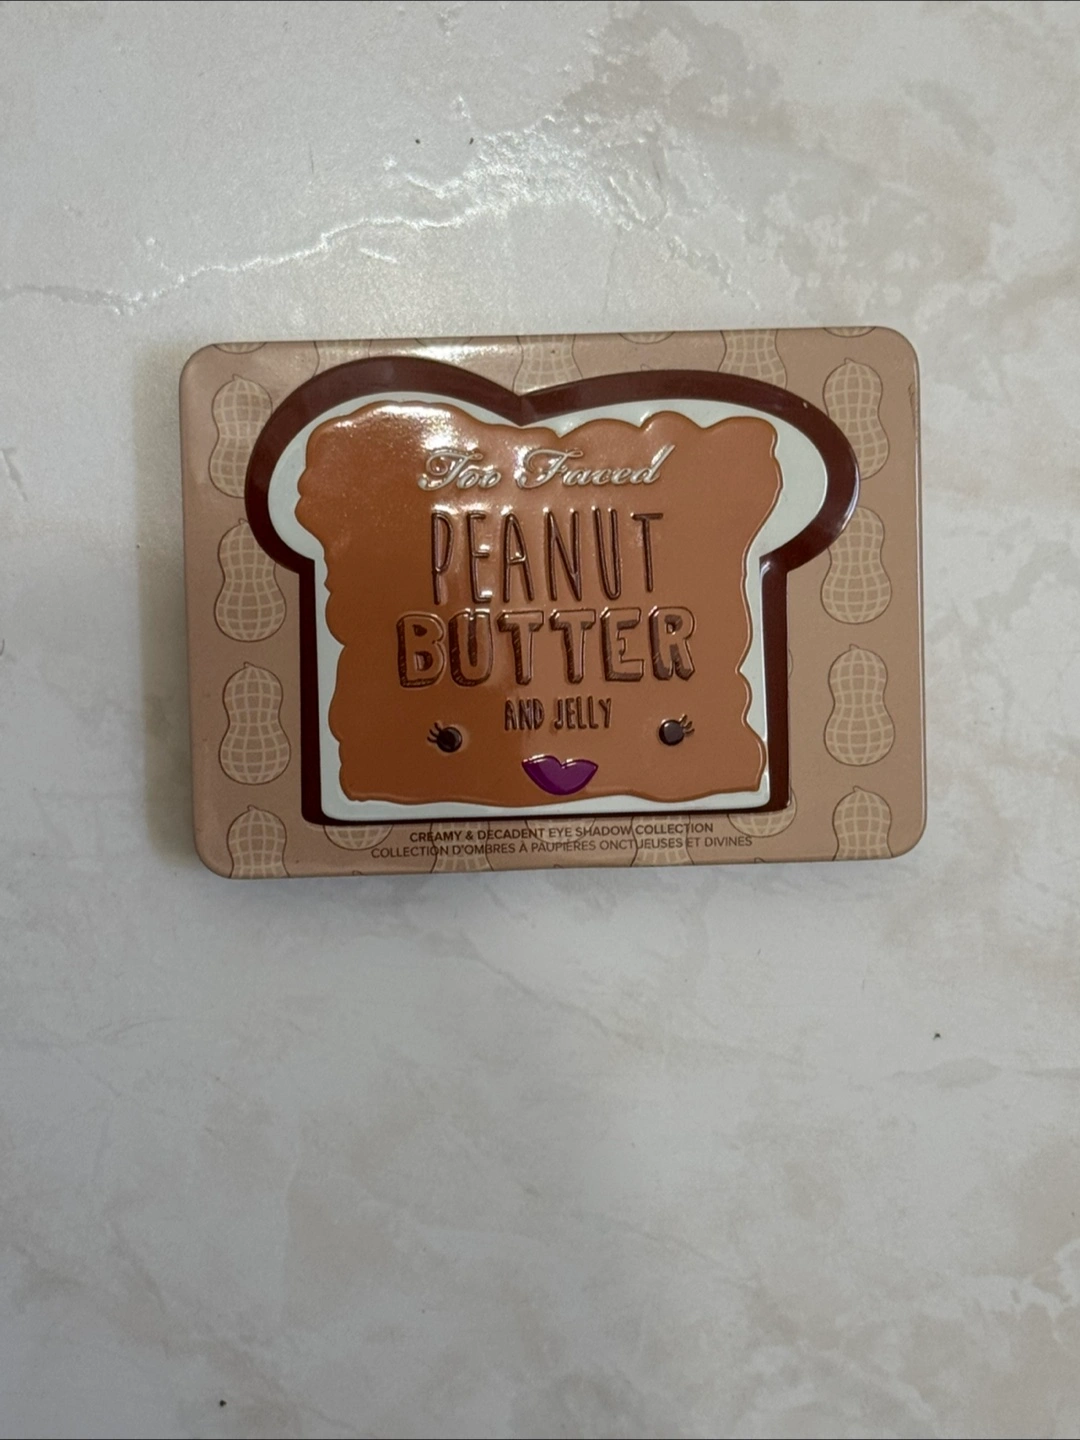 Too Faced
PEANUT
BUTTER
AND JELLY
CREAMY & DECADENT EYE SHADOW COLLECTION
COLLECTION D'OMBRES À PAUPIÈRES ONCTUEUSES ET DIVINES